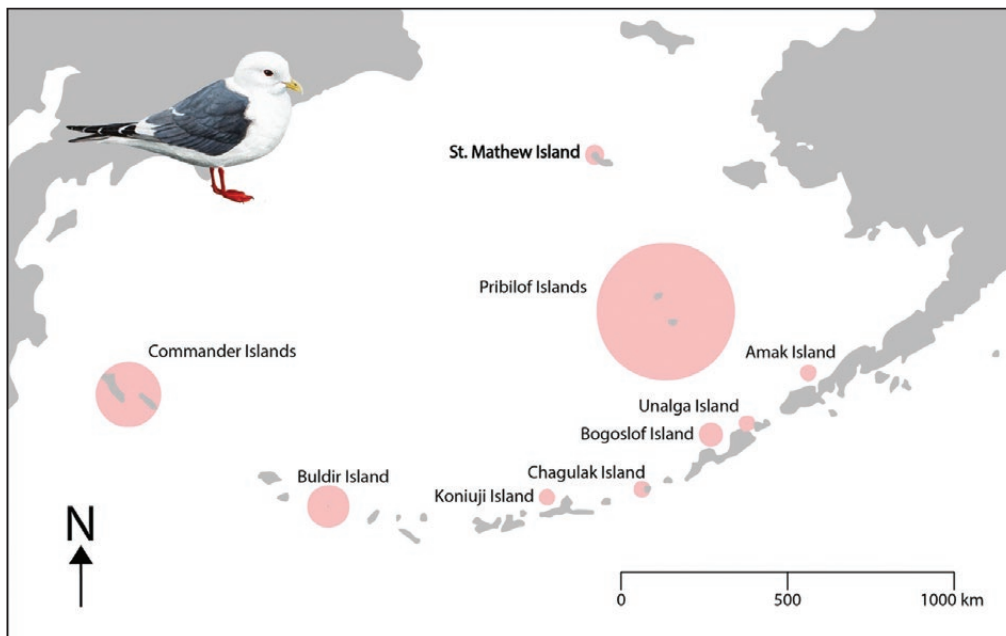 St. Mathew Island
Pribilof Islands
Commander Islands
Amak Island
Unalga Island
Bogoslof Island
Chagulak Island
Buldir Island
Koniuji Island
N
0 500 1000 km